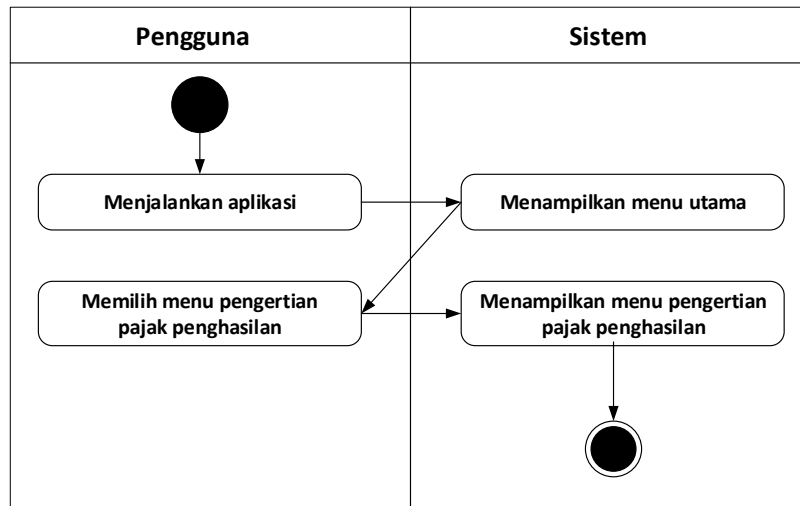 Pengguna
Sistem
Menjalankan aplikasi
Menampilkan menu utama
Memilih menu pengertian
pajak penghasilan
Menampilkan menu pengertian
pajak penghasilan